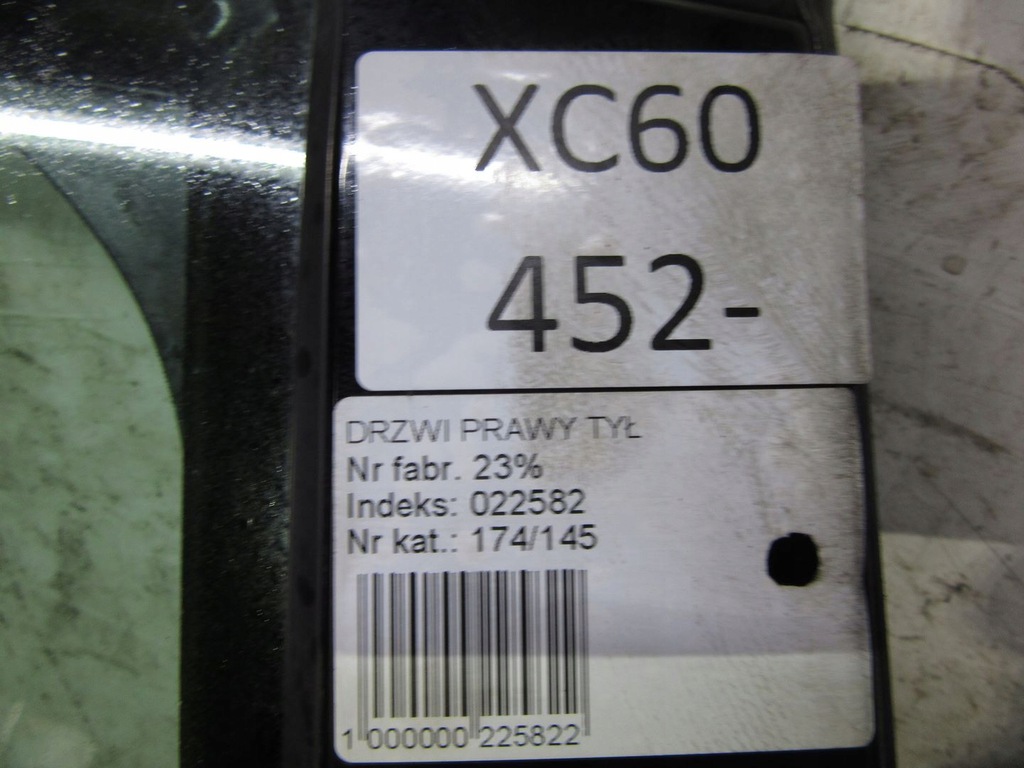 XC60
452-
DRZWI PRAWY TYŁ
Nr fabr. 23%
Indeks: 022582
Nr kat.: 174/145
1 000000 225822